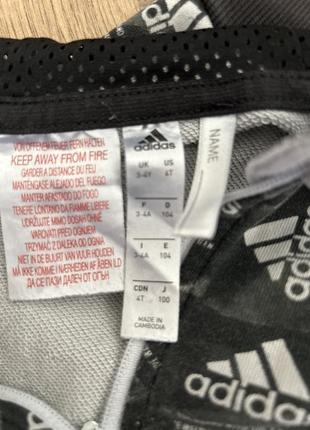 VON OFFENEM FEUER FERN HALTEN
KEEP AWAY FROM FIRE
GARDER A DISTANCE DU FEU
MANTENGASE ALEJADO DEL FUEGO
MANTER AFASTADO DO FOGO
TENERE LONTANO DA FIAMME LIBERE
UDRŽUJTE MIMO DOSAH OHNĚ
VAROVATI PRED OGNJEM
TRZYMAĆ Z DALEKA OD OGNIA
NIET IN DE BUURT VAN VUUR HOUDEN
MÅ IKKE KOMME I NÆRHEDEN AF ÅBEN ILD
ДА СЕ ПАЗИ ДАЛЕЧ ОТ ОГЪН
adidas
UK US
3-4Y 4T
F D
3-4A 104
I E
3-4A 104
CDN J
4T 100
MADE IN
CAMBODIA
NAME
adidas
adidas